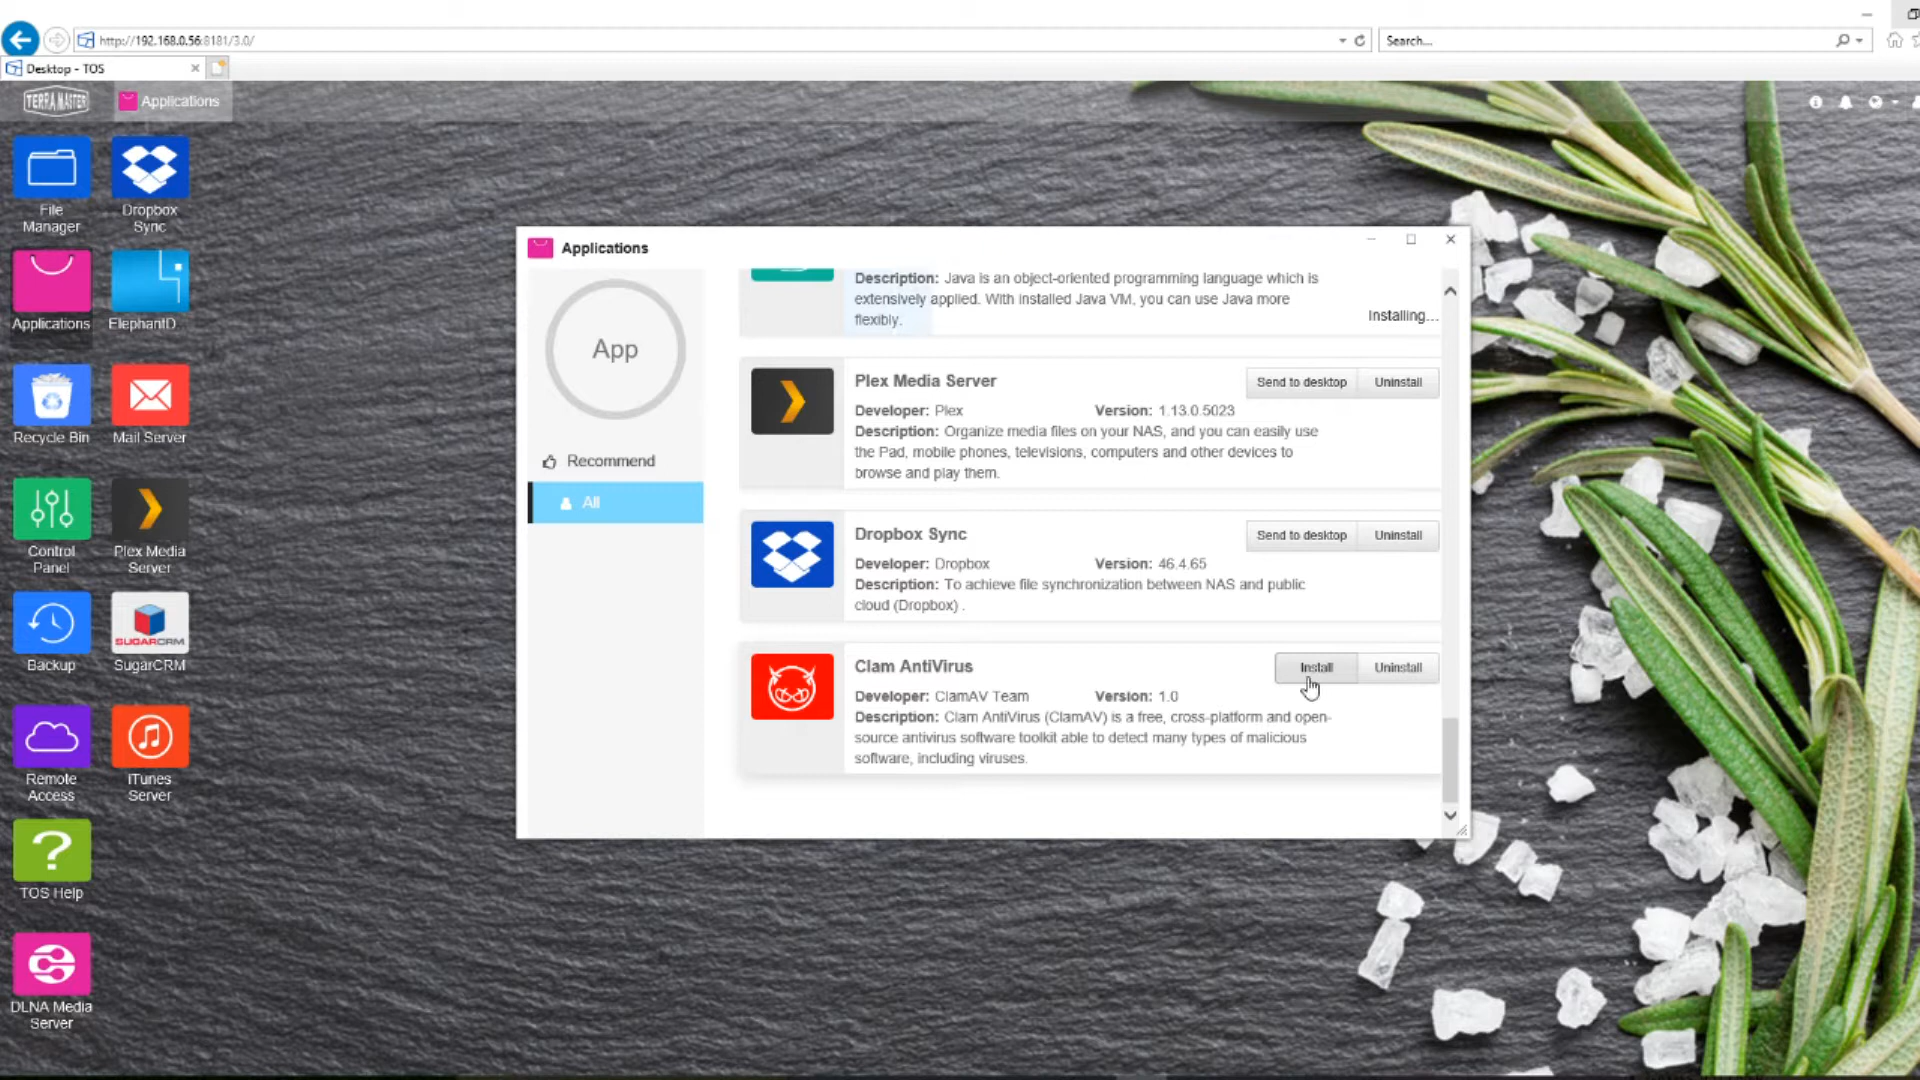 http://192.168.0.56:8181/3.0/
Search...
Desktop - TOS
TERRA MASTER
Applications
File
Manager
Dropbox
Sync
Applications
ElephantD...
Recycle Bin
Mail Server
Control
Panel
Plex Media
Server
Backup
SUGARCRM
SugarCRM
Remote
Access
iTunes
Server
TOS Help
DLNA Media
Server
Applications
App
Recommend
All
Description: Java is an object-oriented programming language which is
extensively applied. With installed Java VM, you can use Java more
flexibly.
Installing...
Plex Media Server
Send to desktop
Uninstall
Developer: Plex
Version: 1.13.0.5023
Description: Organize media files on your NAS, and you can easily use
the Pad, mobile phones, televisions, computers and other devices to
browse and play them.
Dropbox Sync
Send to desktop
Uninstall
Developer: Dropbox
Version: 46.4.65
Description: To achieve file synchronization between NAS and public
cloud (Dropbox) .
Clam AntiVirus
Install
Uninstall
Developer: ClamAV Team
Version: 1.0
Description: Clam AntiVirus (ClamAV) is a free, cross-platform and open-
source antivirus software toolkit able to detect many types of malicious
software, including viruses.